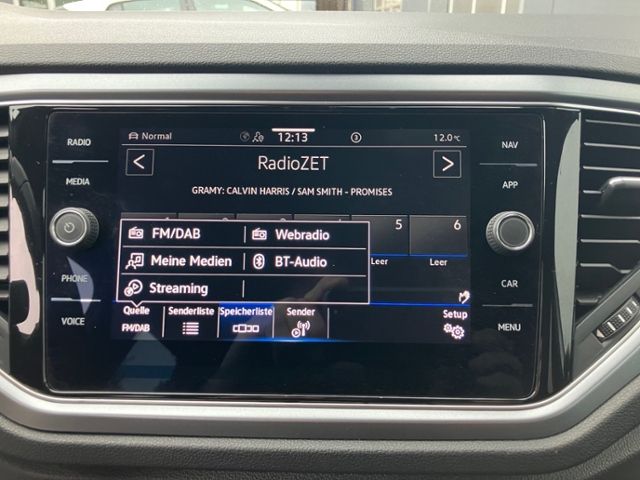 RADIO
MEDIA
PHONE
VOICE
Normal
12:13
3
12.0 °C
RadioZET
GRAMY: CALVIN HARRIS / SAM SMITH - PROMISES
5
6
Leer
Leer
FM/DAB
Webradio
Meine Medien
BT-Audio
Streaming
Quelle
FM/DAB
Senderliste
Speicherliste
Sender
Setup
NAV
APP
CAR
MENU